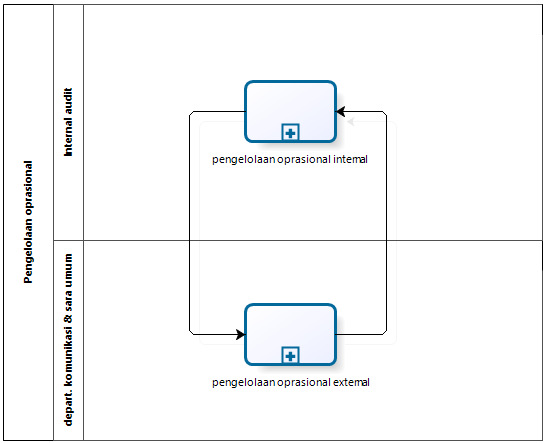 Pengelolaan oprasional
Internal audit
pengelolaan oprasional internal
depart. komunikasi & sara umum
pengelolaan oprasional external